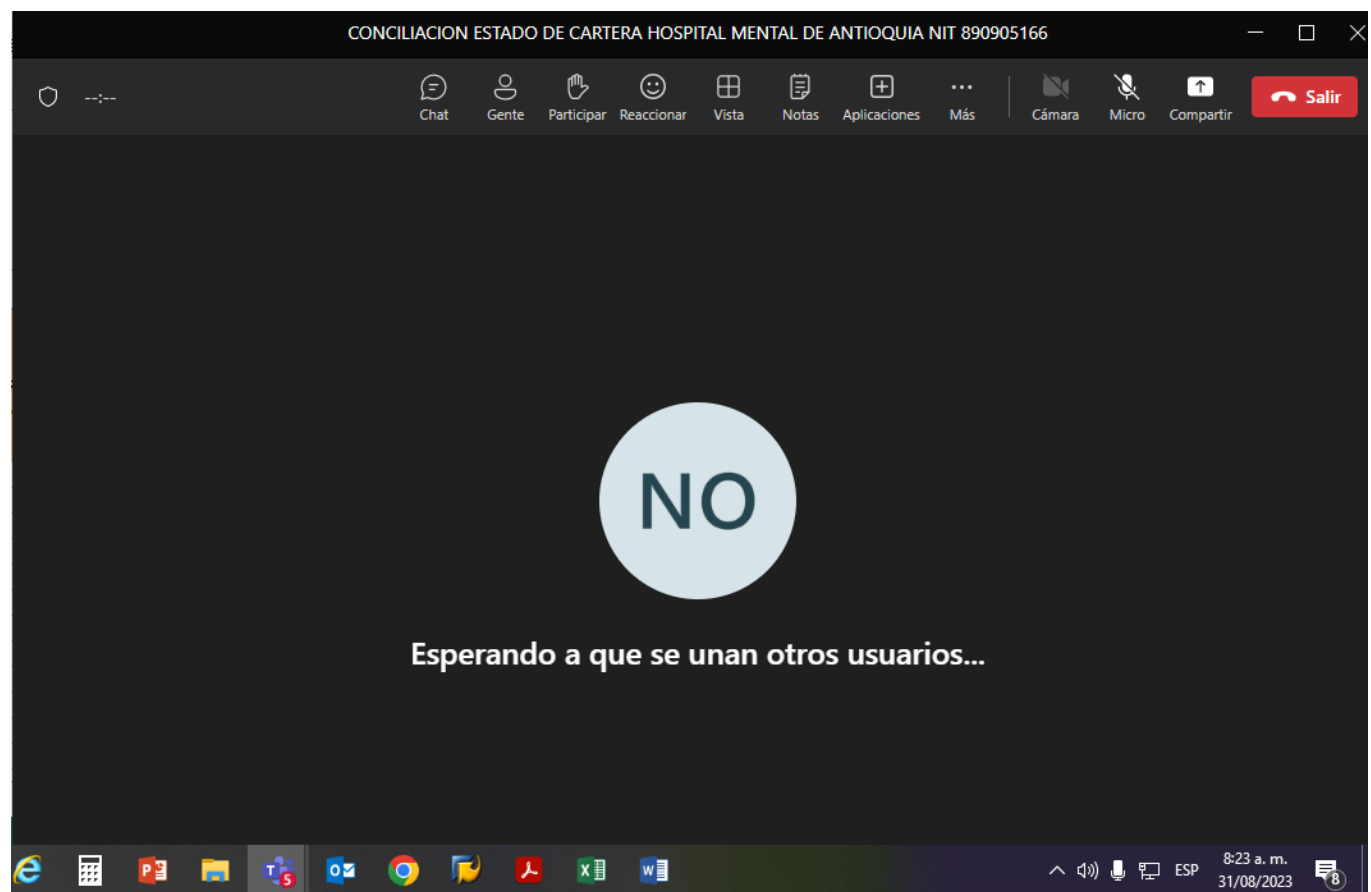 CONCILIACION ESTADO DE CARTERA HOSPITAL MENTAL DE ANTIOQUIA NIT 890905166
--:--
Chat Gente Participar Reaccionar Vista Notas Aplicaciones Más Cámara Micro Compartir Salir
NO
Esperando a que se unan otros usuarios...
ESP 8:23 a. m.
31/08/2023 8